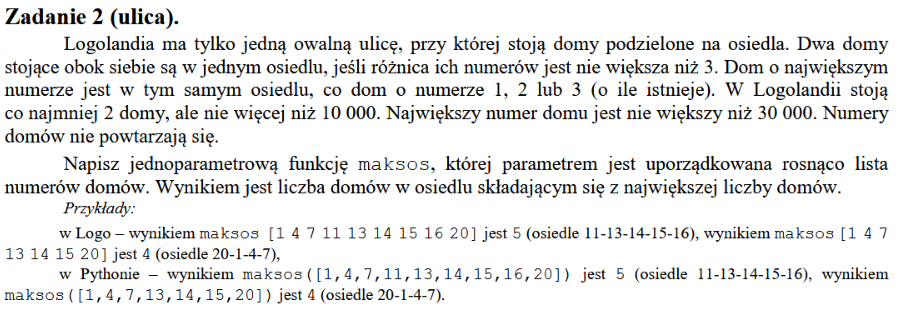 Zadanie 2 (ulica).
Logolandia ma tylko jedną owalną ulicę, przy której stoją domy podzielone na osiedla. Dwa domy
stojące obok siebie są w jednym osiedlu, jeśli różnica ich numerów jest nie większa niż 3. Dom o największym
numerze jest w tym samym osiedlu, co dom o numerze 1, 2 lub 3 (o ile istnieje). W Logolandii stoją
co najmniej 2 domy, ale nie więcej niż 10 000. Największy numer domu jest nie większy niż 30 000. Numery
domów nie powtarzają się.
Napisz jednoparametrową funkcję maksos, której parametrem jest uporządkowana rosnąco lista
numerów domów. Wynikiem jest liczba domów w osiedlu składającym się z największej liczby domów.
Przykłady:
w Logo – wynikiem maksos [1 4 7 11 13 14 15 16 20] jest 5 (osiedle 11-13-14-15-16), wynikiem maksos [1 4 7
13 14 15 20] jest 4 (osiedle 20-1-4-7),
w Pythonie – wynikiem maksos([1,4,7,11,13,14,15,16,20]) jest 5 (osiedle 11-13-14-15-16), wynikiem
maksos([1,4,7,13,14,15,20]) jest 4 (osiedle 20-1-4-7).